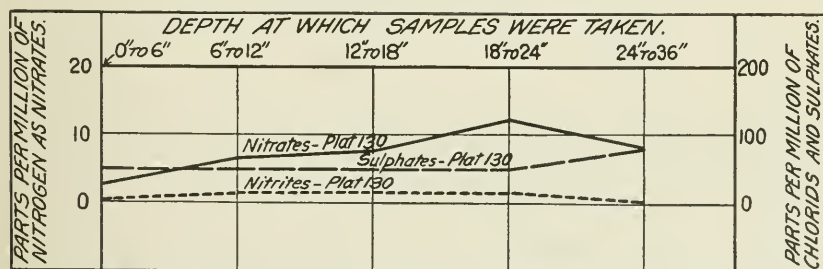 DEPTH AT WHICH SAMPLES WERE TAKEN.
0" TO 6" 6" TO 12" 12" TO 18" 18" TO 24" 24" TO 36"
PARTS PER MILLION OF
NITROGEN AS NITRATES.
20
10
0
Nitrates - Plat 130
Sulphates - Plat 130
Nitrites - Plat 130
200
100
0
PARTS PER MILLION OF
CHLORIDS AND SULPHATES.